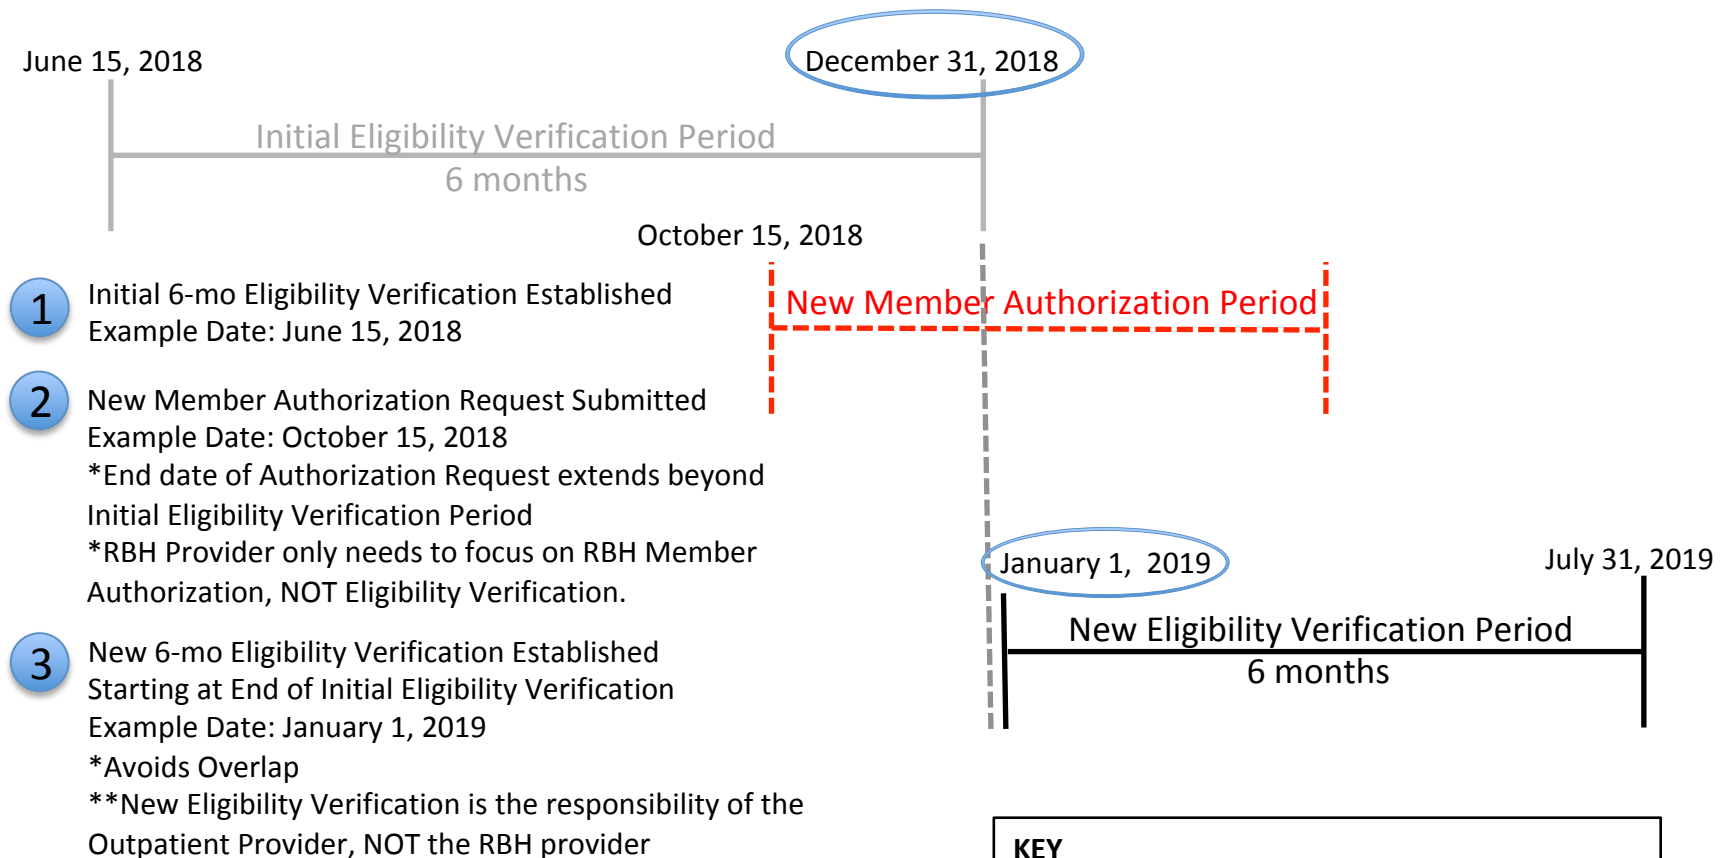 June 15, 2018
December 31, 2018
Initial Eligibility Verification Period
6 months
October 15, 2018
New Member Authorization Period
1
Initial 6-mo Eligibility Verification Established
Example Date: June 15, 2018
2
New Member Authorization Request Submitted
Example Date: October 15, 2018
*End date of Authorization Request extends beyond
Initial Eligibility Verification Period
*RBH Provider only needs to focus on RBH Member
Authorization, NOT Eligibility Verification.
January 1, 2019
July 31, 2019
New Eligibility Verification Period
6 months
3
New 6-mo Eligibility Verification Established
Starting at End of Initial Eligibility Verification
Example Date: January 1, 2019
*Avoids Overlap
**New Eligibility Verification is the responsibility of the
Outpatient Provider, NOT the RBH provider
KEY